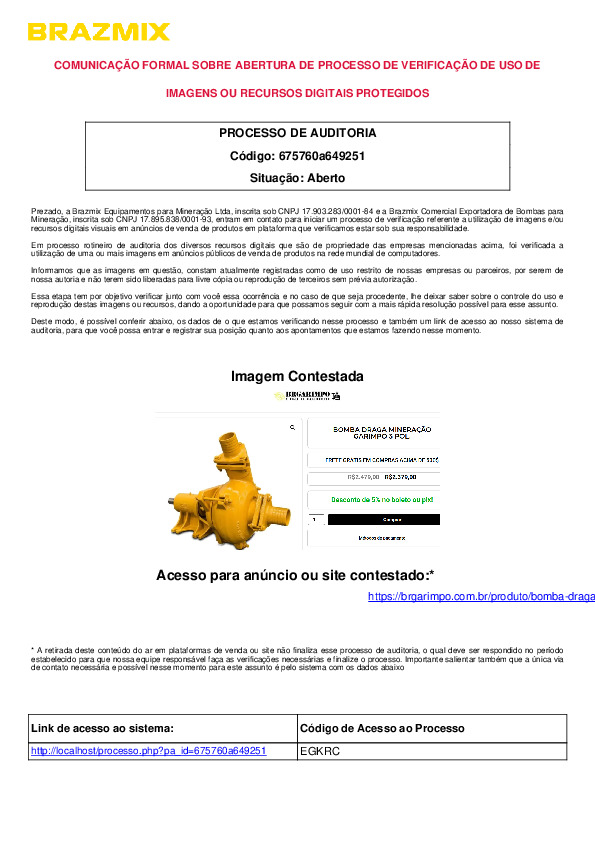 BRAZMIX
COMUNICAÇÃO FORMAL SOBRE ABERTURA DE PROCESSO DE VERIFICAÇÃO DE USO DE
IMAGENS OU RECURSOS DIGITAIS PROTEGIDOS
PROCESSO DE AUDITORIA
Código: 675760a649251
Situação: Aberto
Prezado, a Brazmix Equipamentos para Mineração Ltda, inscrita sob CNPJ 17.903.283/0001-84 e a Brazmix Comercial Exportadora de Bombas para
Mineração, inscrita sob CNPJ 17.895.838/0001-93, entram em contato para iniciar um processo de verificação referente a utilização de imagens e/ou
recursos digitais visuais em anúncios de venda de produtos em plataforma que verificamos estar sob sua responsabilidade.
Em processo rotineiro de auditoria dos diversos recursos digitais que são de propriedade das empresas mencionadas acima, foi verificada a
utilização de uma ou mais imagens em anúncios públicos de venda de produtos na rede mundial de computadores.
Informamos que as imagens em questão, constam atualmente registradas como de uso restrito de nossas empresas ou parceiros, por serem de
nossa autoria e não terem sido liberadas para livre cópia ou reprodução de terceiros sem prévia autorização.
Essa etapa tem por objetivo verificar junto com você essa ocorrência e no caso de que seja procedente, lhe deixar saber sobre o controle do uso e
reprodução destas imagens ou recursos, dando a oportunidade para que possamos seguir com a mais rápida resolução possível para esse assunto.
Deste modo, é possível conferir abaixo, os dados de o que estamos verificando nesse processo e também um link de acesso ao nosso sistema de
auditoria, para que você possa entrar e registrar sua posição quanto aos apontamentos que estamos fazendo nesse momento.
Imagem Contestada
BRGARIMPO
BOMBA DRAGA MINERAÇÃO
GARIMPO 3 POL
FRETE GRATIS EM COMPRAS ACIMA DE 500$
R$2.479,00 R$2.379,00
Desconto de 5% no boleto ou pix!
1 Comprar
Métodos de pagamento
Acesso para anúncio ou site contestado:*
https://brgarimpo.com.br/produto/bomba-draga
* A retirada deste conteúdo do ar em plataformas de venda ou site não finaliza esse processo de auditoria, o qual deve ser respondido no período
estabelecido para que nossa equipe responsável faça as verificações necessárias e finalize o processo. Importante salientar também que a única via
de contato necessária e possível nesse momento para este assunto é pelo sistema com os dados abaixo
Link de acesso ao sistema: Código de Acesso ao Processo
http://localhost/processo.php?pa_id=675760a649251 EGKRC